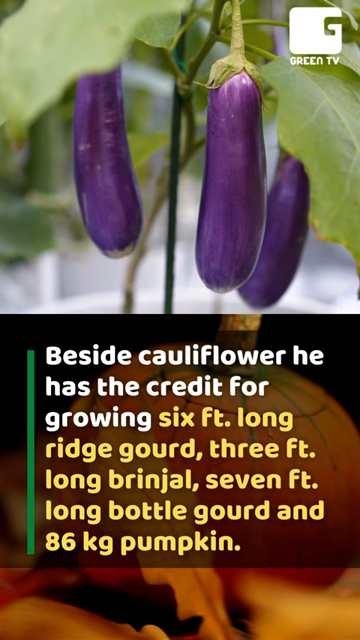 GREEN TV
Beside cauliflower he
has the credit for
growing six ft. long
ridge gourd, three ft.
long brinjal, seven ft.
long bottle gourd and
86 kg pumpkin.